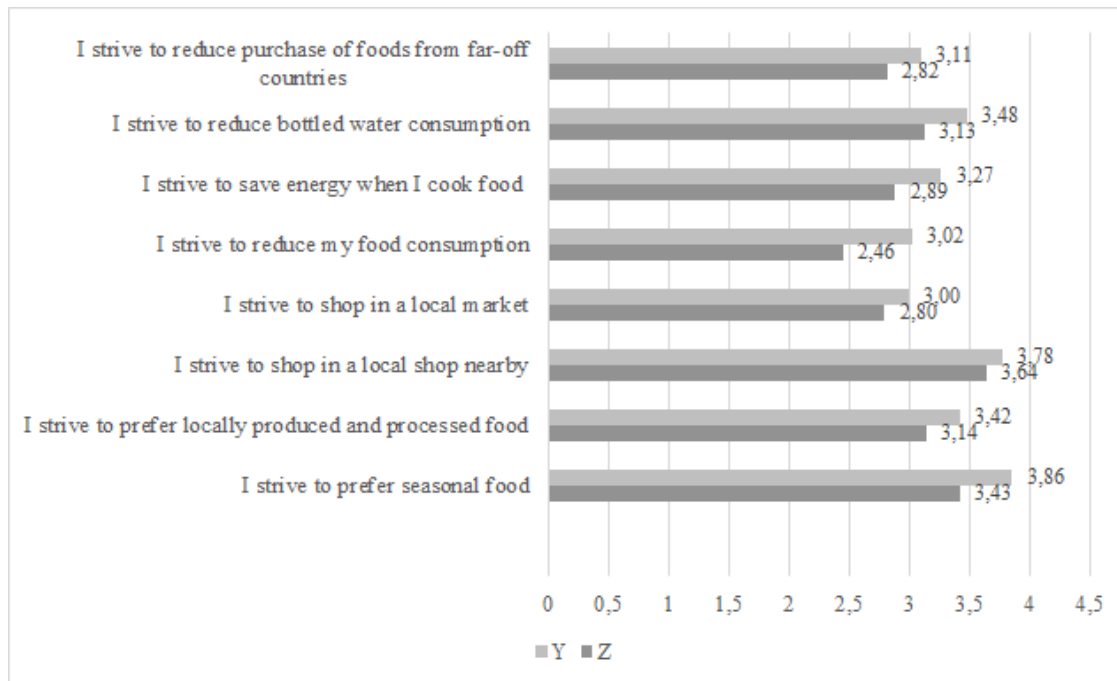 I strive to reduce purchase of foods from far-off
countries
3,11
2,82
I strive to reduce bottled water consumption
3,48
3,13
I strive to save energy when I cook food
3,27
2,89
I strive to reduce my food consumption
3,02
2,46
I strive to shop in a local market
3,00
2,80
I strive to shop in a local shop nearby
3,78
3,64
I strive to prefer locally produced and processed food
3,42
3,14
I strive to prefer seasonal food
3,86
3,43
0 0,5 1 1,5 2 2,5 3 3,5 4 4,5
Y Z